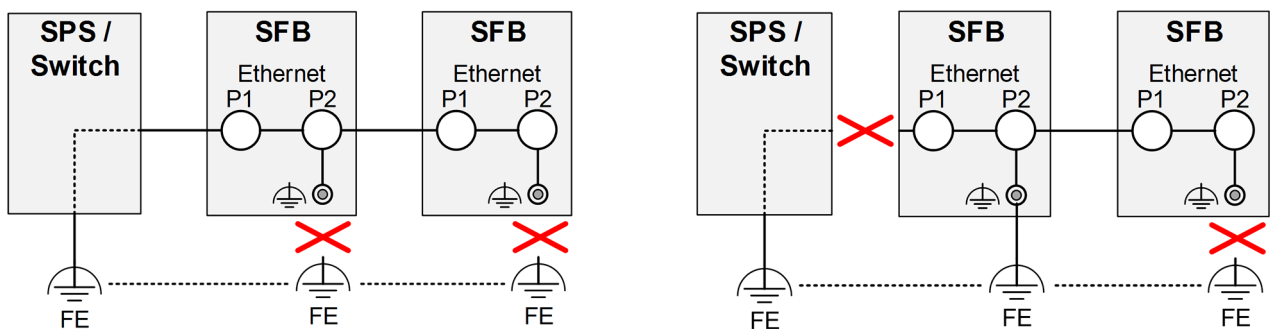 SPS /
Switch
SFB
Ethernet
P1 P2
SFB
Ethernet
P1 P2
FE
FE
FE
SPS /
Switch
SFB
Ethernet
P1 P2
SFB
Ethernet
P1 P2
FE
FE
FE